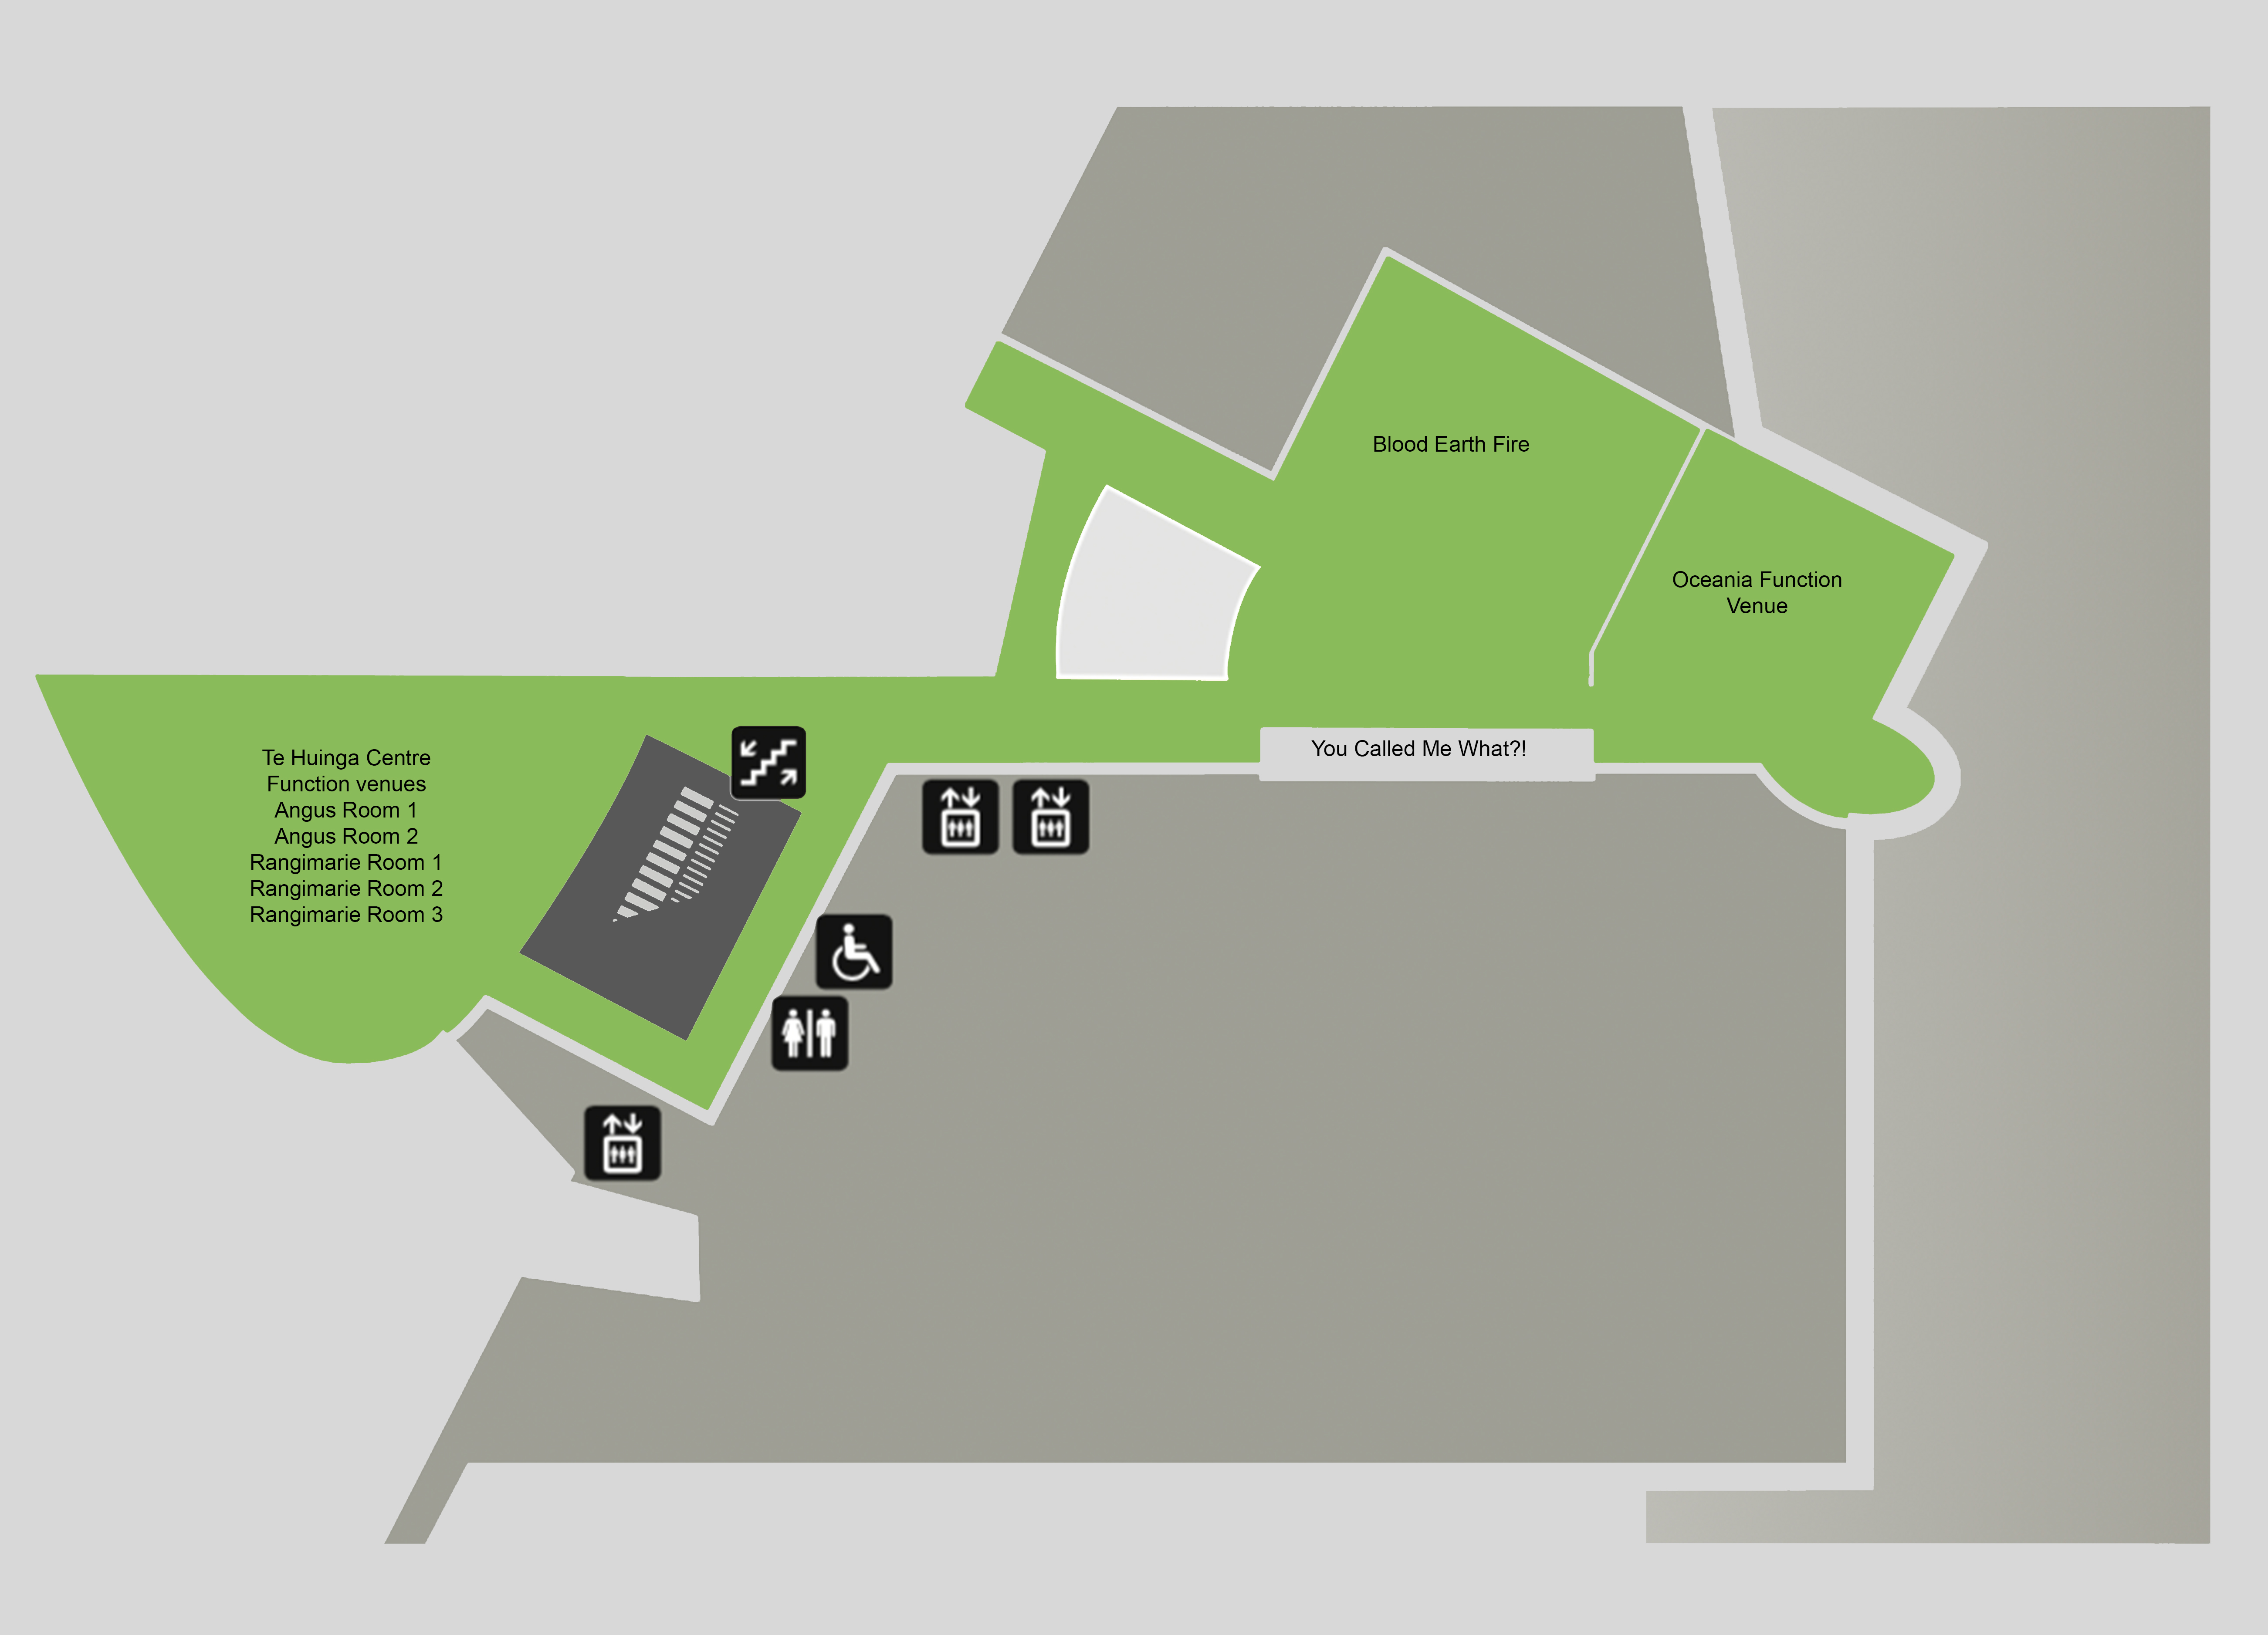 Blood Earth Fire
Oceania Function
Venue
You Called Me What?!
Te Huinga Centre
Function venues
Angus Room 1
Angus Room 2
Rangimarie Room 1
Rangimarie Room 2
Rangimarie Room 3